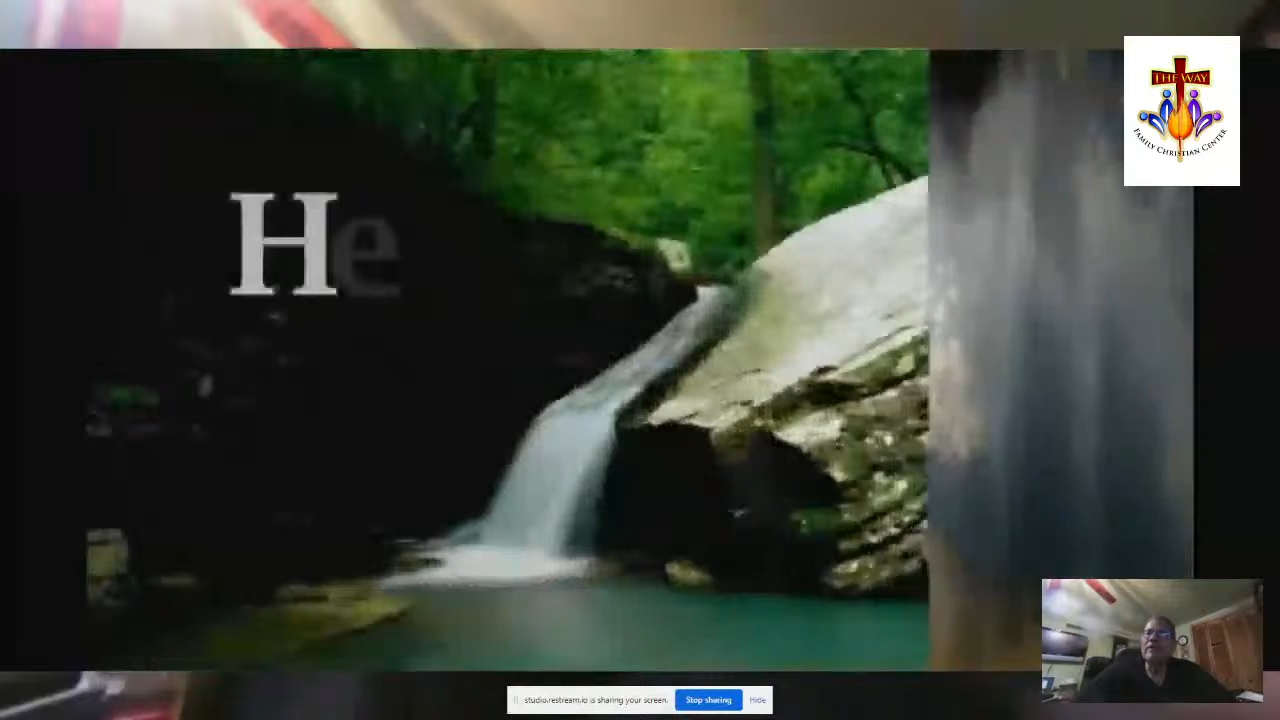 THE WAY
FAMILY CHRISTIAN CENTER
He
studio.restream.io is sharing your screen.
Stop sharing
Hide